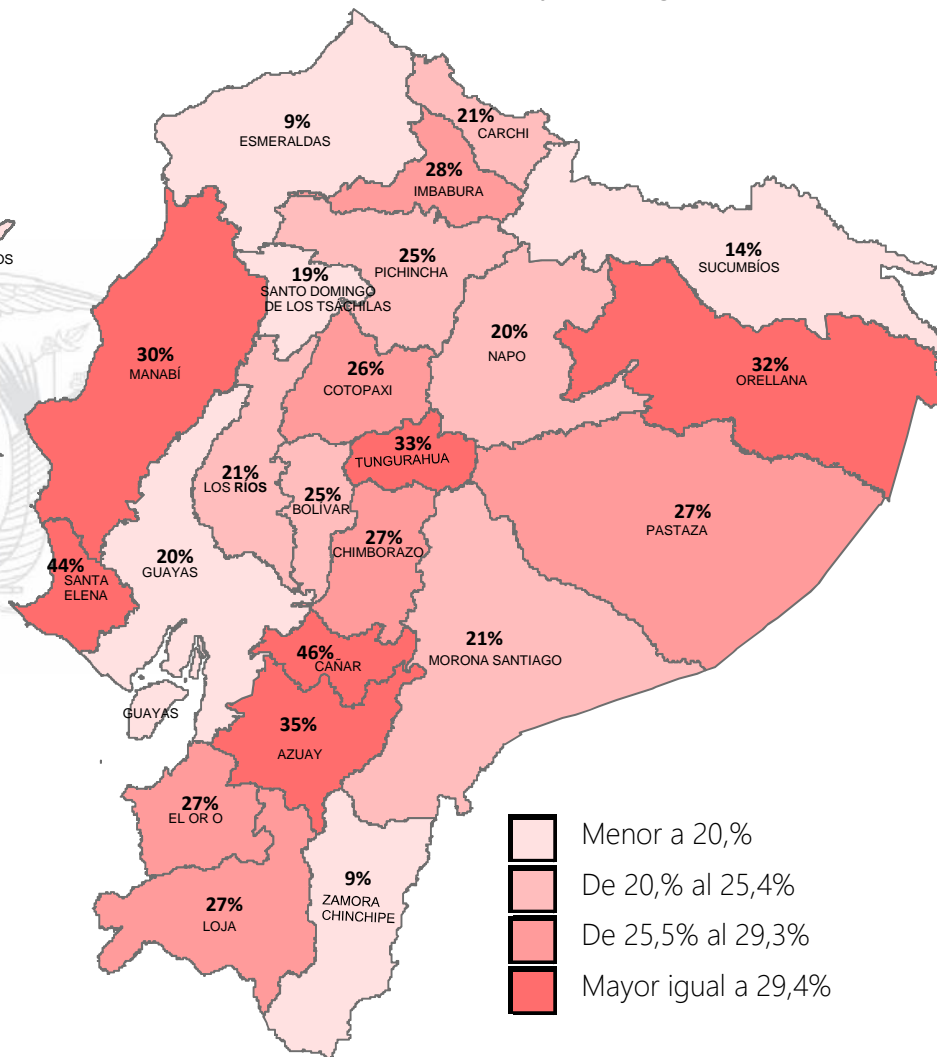 9%
ESMERALDAS
21%
CARCHI
28%
IMBABURA
OS
14%
SUCUMBÍOS
25%
PICHINCHA
19%
SANTO DOMINGO
DE LOS TSÁCHILAS
20%
NAPO
30%
MANABÍ
26%
COTOPAXI
32%
ORELLANA
33%
TUNGURAHUA
21%
LOS RÍOS
25%
BOLÍVAR
27%
PASTAZA
27%
CHIMBORAZO
20%
GUAYAS
44%
SANTA
ELENA
21%
MORONA SANTIAGO
46%
CAÑAR
GUAYAS
35%
AZUAY
27%
EL OR O
9%
ZAMORA
CHINCHIPE
27%
LOJA
Menor a 20,%
De 20,% al 25,4%
De 25,5% al 29,3%
Mayor igual a 29,4%